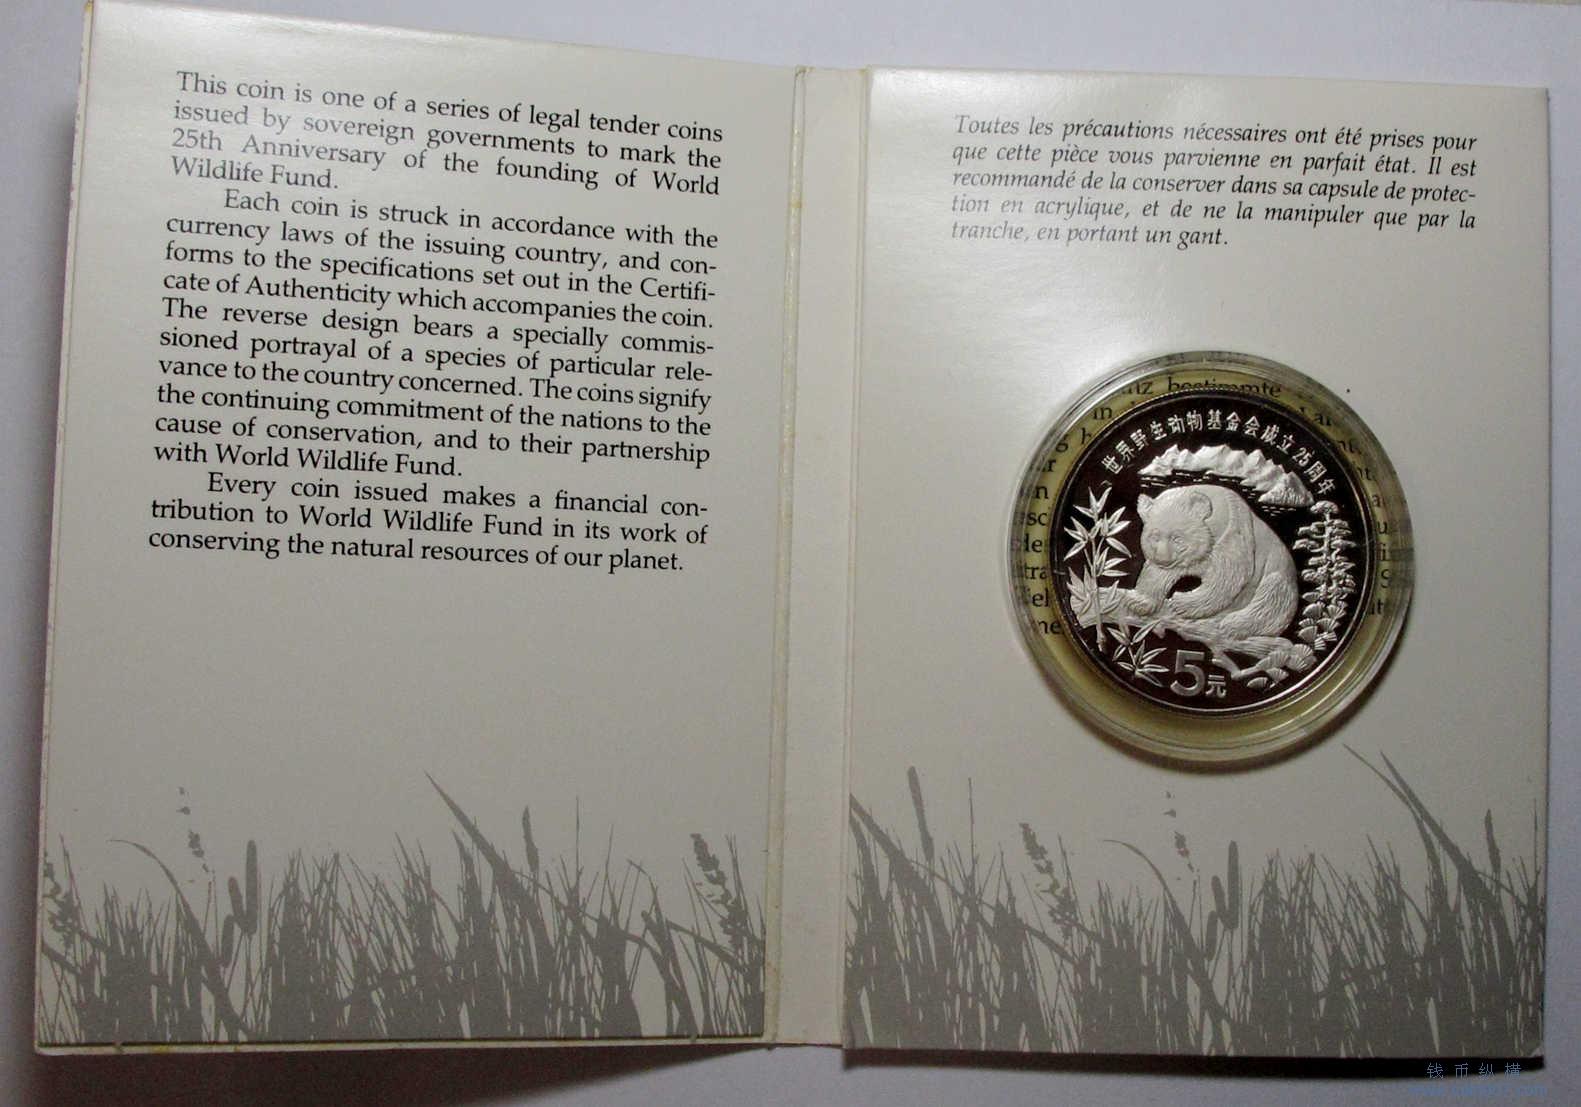 This coin is one of a series of legal tender coins
issued by sovereign governments to mark the
25th Anniversary of the founding of World
Wildlife Fund.
Each coin is struck in accordance with the
currency laws of the issuing country, and con-
forms to the specifications set out in the Certifi-
cate of Authenticity which accompanies the coin.
The reverse design bears a specially commis-
sioned portrayal of a species of particular rele-
vance to the country concerned. The coins signify
the continuing commitment of the nations to the
cause of conservation, and to their partnership
with World Wildlife Fund.
Every coin issued makes a financial con-
tribution to World Wildlife Fund in its work of
conserving the natural resources of our planet.
Toutes les précautions nécessaires ont été prises pour
que cette pièce vous parvienne en parfait état. Il est
recommandé de la conserver dans sa capsule de protec-
tion en acrylique, et de ne la manipuler que par la
tranche, en portant un gant.
bestimmte
世界野生动物基金会成立25周年
5元
钱币纵横